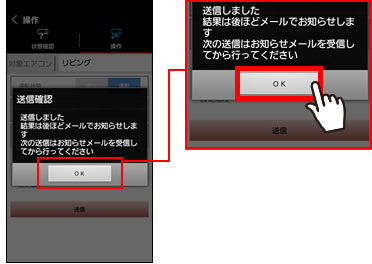 < 操作
状態確認
操作
対象エアコン リビング
送信確認
送信しました
結果は後ほどメールでお知らせしま
す
次の送信はお知らせメールを受信し
てから行ってください
OK
送信
送信しました
結果は後ほどメールでお知らせしま
す
次の送信はお知らせメールを受信し
てから行ってください
OK
送信